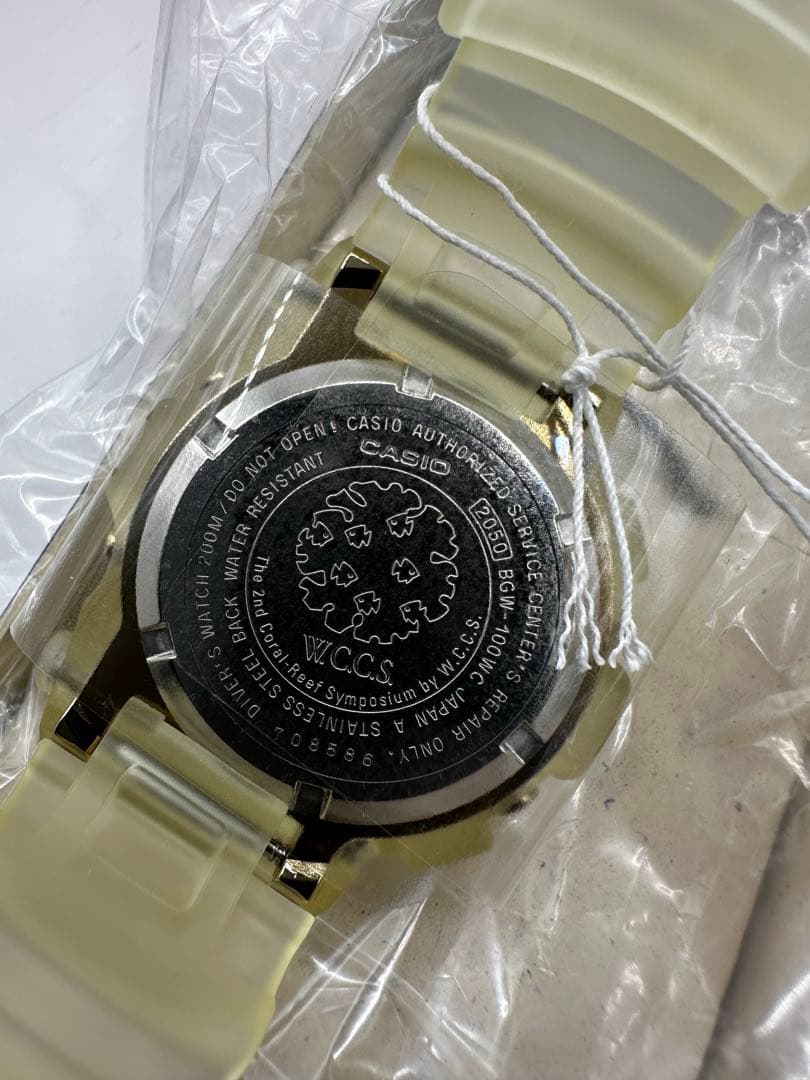 DIVER'S WATCH 200M/DO NOT OPEN! CASIO AUTHORIZED SERVICE CENTER'S REPAIR ONLY.
CASIO
2050 BGW-100WC JAPAN A STAINLESS STEEL BACK WATER RESISTANT
W.C.C.S.
The 2nd Coral-Reef Symposium by W.C.C.S.
708586